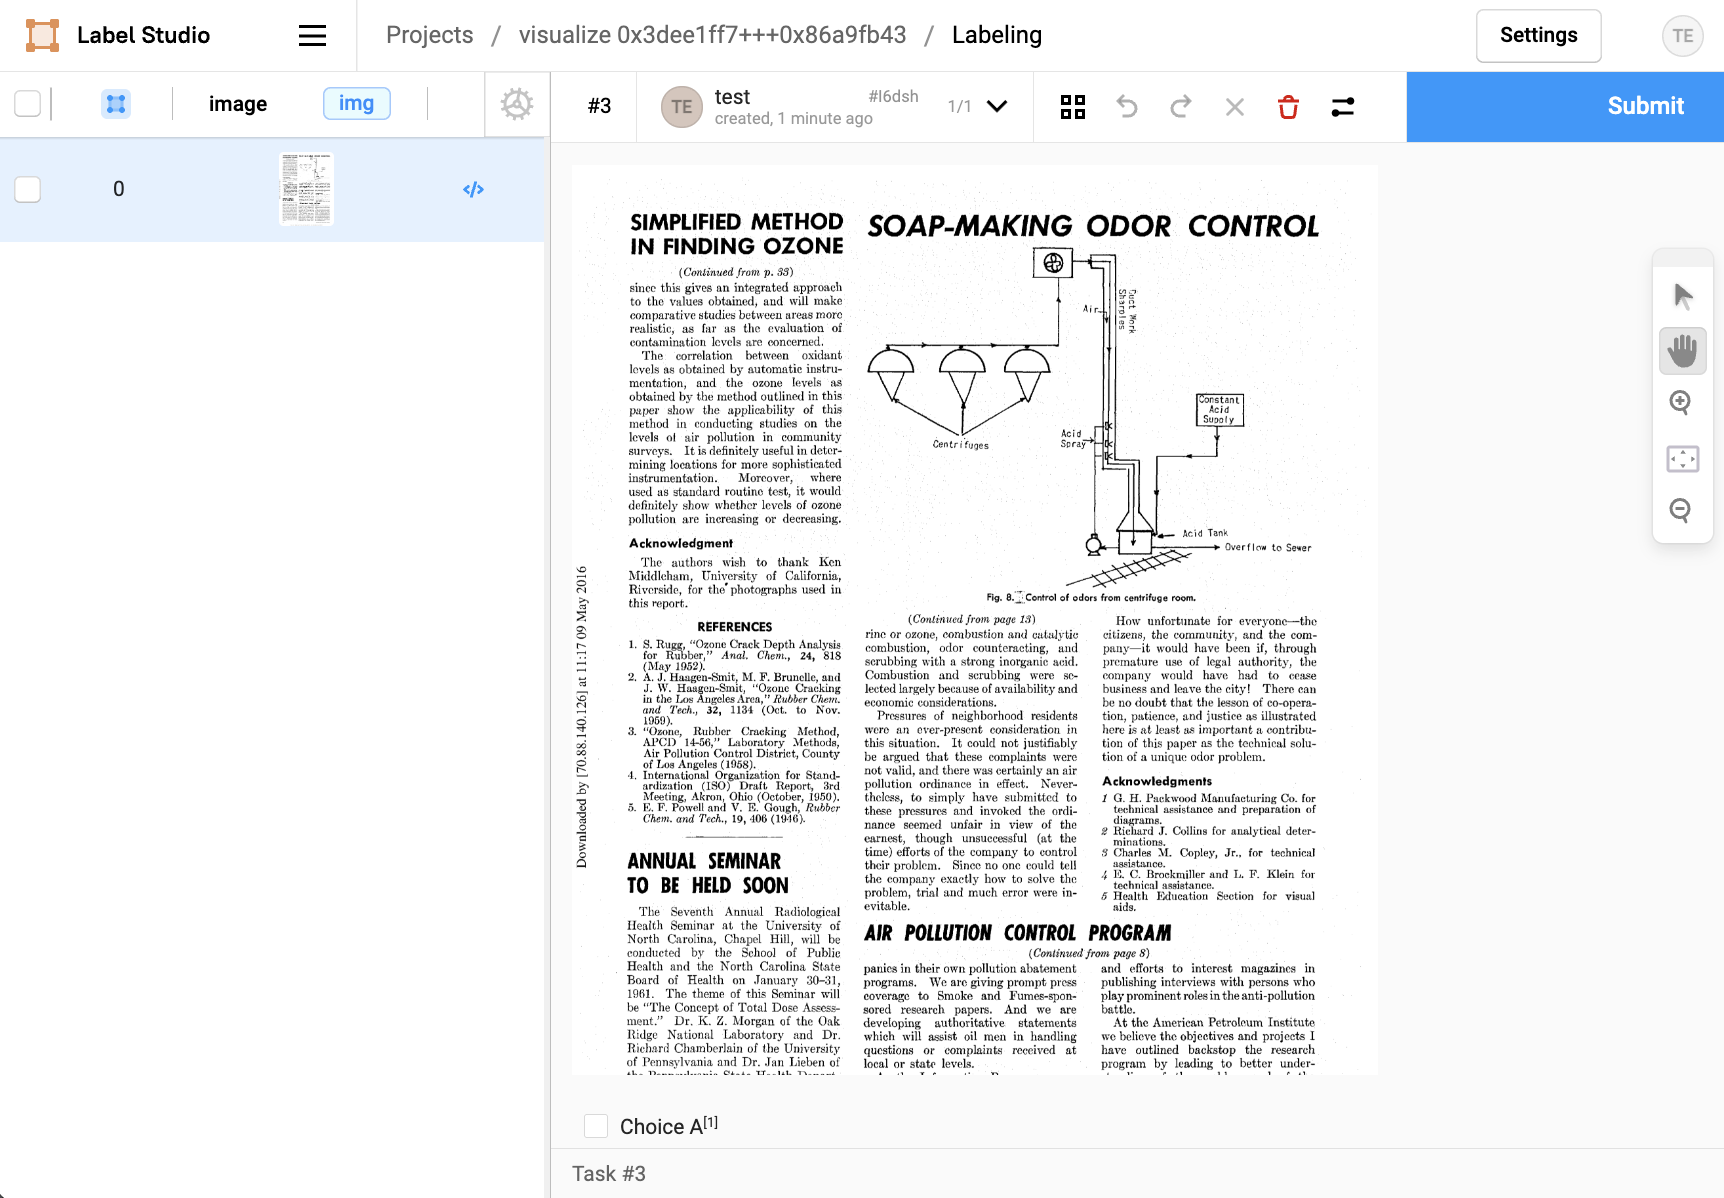 Label Studio
Projects / visualize 0x3dee1ff7+++0x86a9fb43 / Labeling
Settings
TE
image
img
#3
TE
test
#l6dsh
created, 1 minute ago
1/1
Submit
0
</>
SIMPLIFIED METHOD
IN FINDING OZONE
(Continued from p. 33)
since this gives an integrated approach
to the values obtained, and will make
comparative studies between areas more
realistic, as far as the evaluation of
contamination levels are concerned.
The correlation between oxidant
levels as obtained by automatic instru-
mentation, and the ozone levels as
obtained by the method outlined in this
paper show the applicability of this
method in conducting studies on the
levels of air pollution in community
surveys. It is definitely useful in deter-
mining locations for more sophisticated
instrumentation. Moreover, where
used as standard routine test, it would
definitely show whether levels of ozone
pollution are increasing or decreasing.
Acknowledgment
The authors wish to thank Ken
Middleham, University of California,
Riverside, for the photographs used in
this report.
REFERENCES
1. S. Rugg, “Ozone Crack Depth Analysis
for Rubber,” Anal. Chem., 24, 818
(May 1952).
2. A. J. Haagen-Smit, M. F. Brunelle, and
J. W. Haagen-Smit, “Ozone Cracking
in the Los Angeles Area,” Rubber Chem.
and Tech., 32, 1134 (Oct. to Nov.
1959).
3. “Ozone, Rubber Cracking Method,
APCD 14-56,” Laboratory Methods,
Air Pollution Control District, County
of Los Angeles (1958).
4. International Organization for Stand-
ardization (ISO) Draft Report, 3rd
Meeting, Akron, Ohio (October, 1950).
5. E. F. Powell and V. E. Gough, Rubber
Chem. and Tech., 19, 406 (1946).
ANNUAL SEMINAR
TO BE HELD SOON
The Seventh Annual Radiological
Health Seminar at the University of
North Carolina, Chapel Hill, will be
conducted by the School of Public
Health and the North Carolina State
Board of Health on January 30-31,
1961. The theme of this Seminar will
be “The Concept of Total Dose Assess-
ment.” Dr. K. Z. Morgan of the Oak
Ridge National Laboratory and Dr.
Richard Chamberlain of the University
of Pennsylvania and Dr. Jan Lieben of
SOAP-MAKING ODOR CONTROL
Air
Duct Work
Sharples
Centrifuges
Acid
Spray
Constant
Acid
Supply
Acid Tank
Overflow to Sewer
Fig. 8. Control of odors from centrifuge room.
(Continued from page 13)
rine or ozone, combustion and catalytic
combustion, odor counteracting, and
scrubbing with a strong inorganic acid.
Combustion and scrubbing were se-
lected largely because of availability and
economic considerations.
Pressures of neighborhood residents
were an ever-present consideration in
this situation. It could not justifiably
be argued that these complaints were
not valid, and there was certainly an air
pollution ordinance in effect. Never-
theless, to simply have submitted to
these pressures and invoked the ordi-
nance seemed unfair in view of the
earnest, though unsuccessful (at the
time) efforts of the company to control
their problem. Since no one could tell
the company exactly how to solve the
problem, trial and much error were in-
evitable.
How unfortunate for everyone—the
citizens, the community, and the com-
pany—it would have been if, through
premature use of legal authority, the
company would have had to cease
business and leave the city! There can
be no doubt that the lesson of co-opera-
tion, patience, and justice as illustrated
here is at least as important a contribu-
tion of this paper as the technical solu-
tion of a unique odor problem.
Acknowledgments
1 G. H. Packwood Manufacturing Co. for
technical assistance and preparation of
diagrams.
2 Richard J. Collins for analytical deter-
minations.
3 Charles M. Copley, Jr., for technical
assistance.
4 E. C. Brockmiller and L. F. Klein for
technical assistance.
5 Health Education Section for visual
aids.
AIR POLLUTION CONTROL PROGRAM
(Continued from page 8)
panies in their own pollution abatement
programs. We are giving prompt press
coverage to Smoke and Fumes-spon-
sored research papers. And we are
developing authoritative statements
which will assist oil men in handling
questions or complaints received at
local or state levels.
and efforts to interest magazines in
publishing interviews with persons who
play prominent roles in the anti-pollution
battle.
At the American Petroleum Institute
we believe the objectives and projects I
have outlined backstop the research
program by leading to better under-
Downloaded by [70.88.140.126] at 11:17 09 May 2016
Choice A[1]
Task #3